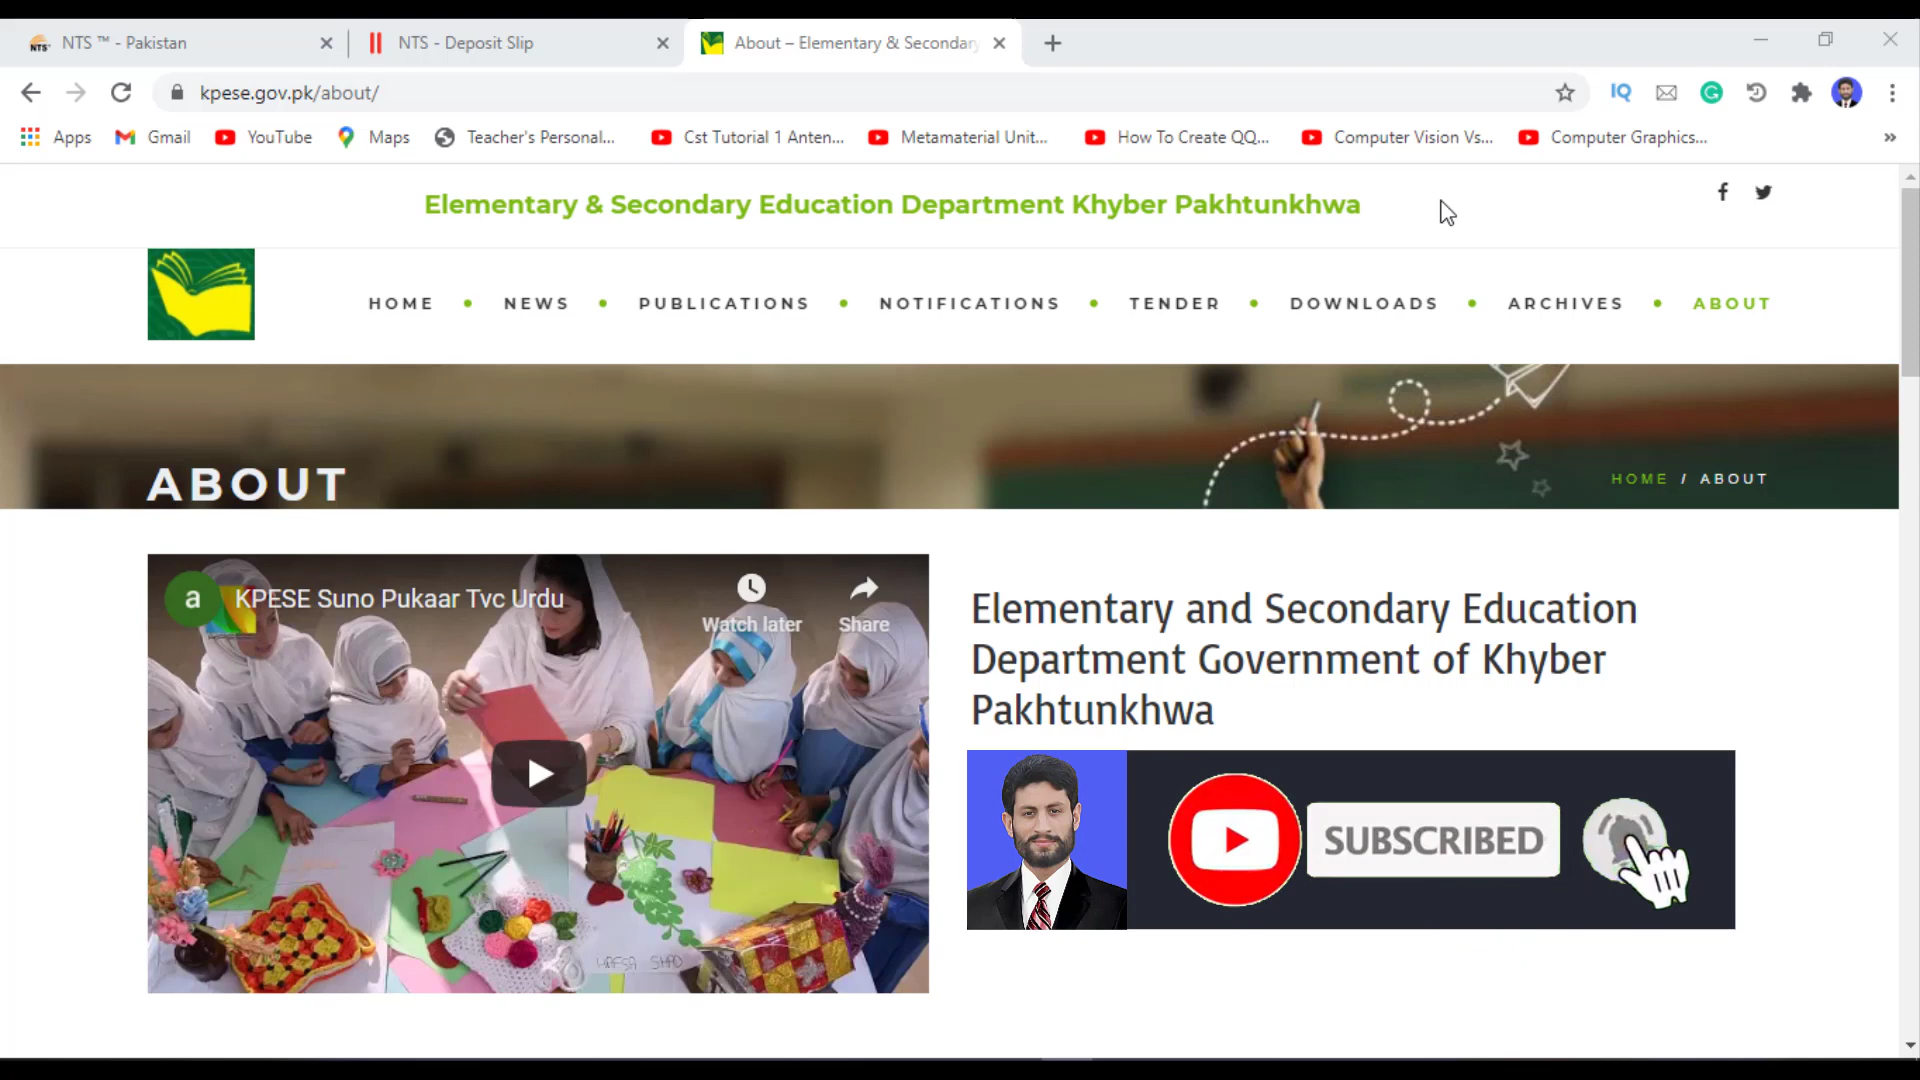 NTS ™ - Pakistan
NTS - Deposit Slip
About – Elementary & Secondar
kpese.gov.pk/about/
IQ
Apps
Gmail
YouTube
Maps
Teacher's Personal...
Cst Tutorial 1 Anten...
Metamaterial Unit...
How To Create QQ...
Computer Vision Vs...
Computer Graphics...
»
Elementary & Secondary Education Department Khyber Pakhtunkhwa
HOME • NEWS • PUBLICATIONS • NOTIFICATIONS • TENDER • DOWNLOADS • ARCHIVES • ABOUT
ABOUT
HOME / ABOUT
a
KPESE Suno Pukaar Tvc Urdu
Watch later
Share
Elementary and Secondary Education
Department Government of Khyber
Pakhtunkhwa
SUBSCRIBED